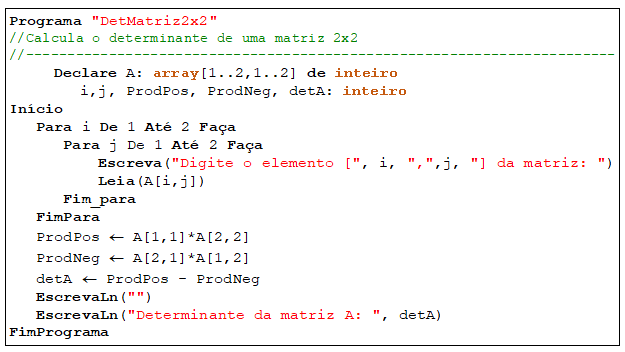 Programa "DetMatriz2x2"
//Calcula o determinante de uma matriz 2x2
//-----------------------------------------------------------------
Declare A: array[1..2,1..2] de inteiro
i,j, ProdPos, ProdNeg, detA: inteiro
Início
Para i De 1 Até 2 Faça
Para j De 1 Até 2 Faça
Escreva("Digite o elemento [", i, ",",j, "] da matriz: ")
Leia(A[i,j])
Fim_para
FimPara
ProdPos ← A[1,1]*A[2,2]
ProdNeg ← A[2,1]*A[1,2]
detA ← ProdPos - ProdNeg
EscrevaLn("")
EscrevaLn("Determinante da matriz A: ", detA)
FimPrograma